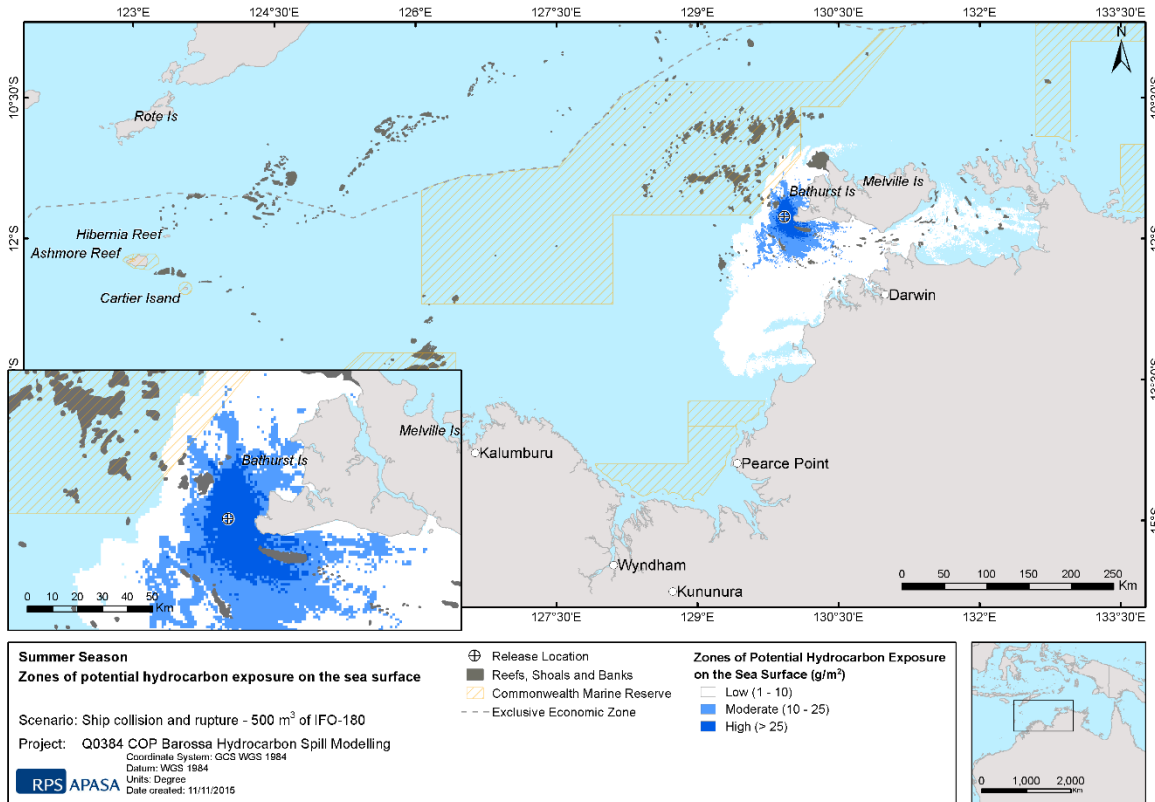 123°E 124°30'E 126°E 127°30'E 129°E 130°30'E 132°E 133°30'E
N
10°30'S 10°30'S
Rote Is
Melville Is
Bathurst Is
Hibernia Reef
12°S 12°S
Ashmore Reef
Cartier Isand
Darwin
13°30'S
Melville Is
Kalumburu
Bathurst Is
Pearce Point
Wyndham
0 50 100 150 200 250
Km
0 10 20 30 40 50
Km
Kununura
127°30'E 129°E 130°30'E 132°E 133°30'E
Summer Season
Zones of potential hydrocarbon exposure on the sea surface
Scenario: Ship collision and rupture - 500 m³ of IFO-180
Project: Q0384 COP Barossa Hydrocarbon Spill Modelling
Coordinate System: GCS WGS 1984
Datum: WGS 1984
Units: Degree
Date created: 11/11/2015
RPS APASA
Release Location
Reefs, Shoals and Banks
Commonwealth Marine Reserve
Exclusive Economic Zone
Zones of Potential Hydrocarbon Exposure
on the Sea Surface (g/m²)
Low (1 - 10)
Moderate (10 - 25)
High (> 25)
0 1,000 2,000
Km